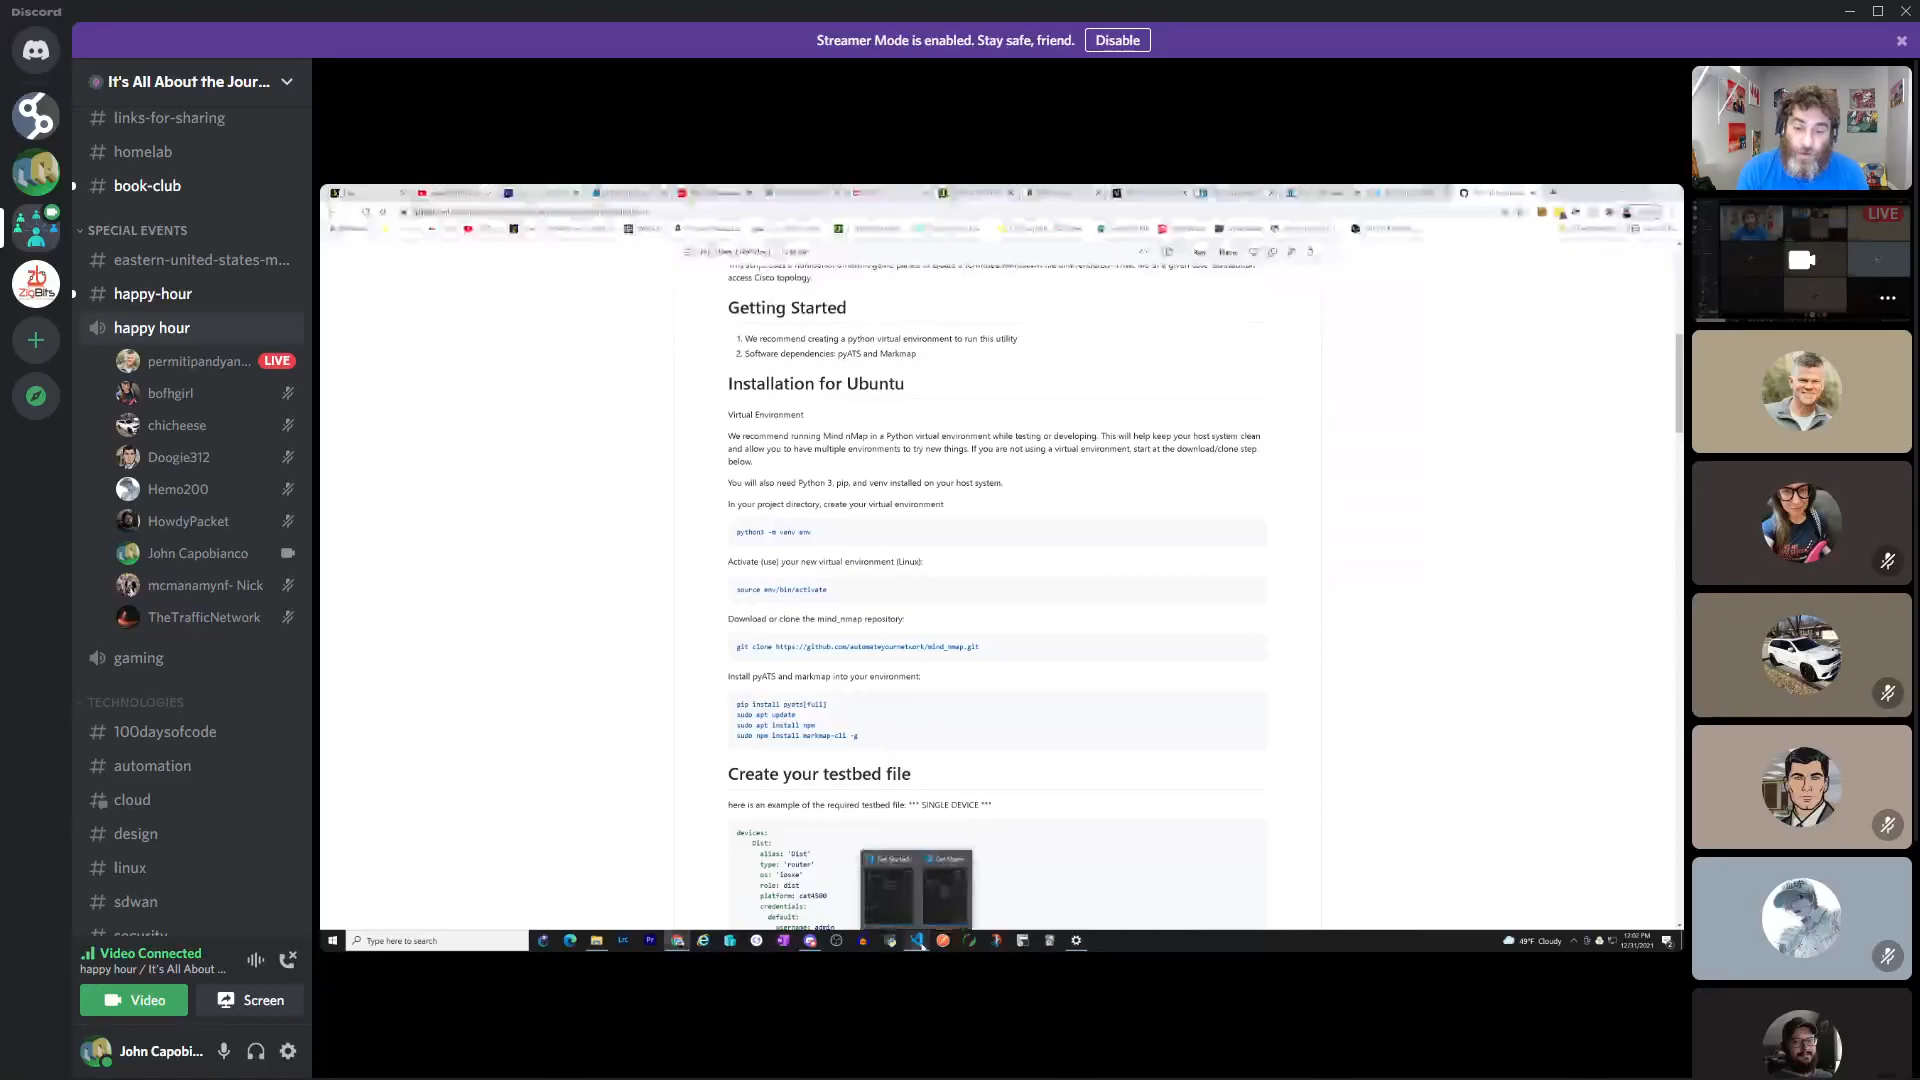 Discord
Streamer Mode is enabled. Stay safe, friend.
Disable
It's All About the Jour...
links-for-sharing
homelab
book-club
SPECIAL EVENTS
eastern-united-states-m...
happy-hour
happy hour
permitipandyan... LIVE
bofhgirl
chicheese
Doogie312
Hemo200
HowdyPacket
John Capobianco
mcmanamynf- Nick
TheTrafficNetwork
gaming
TECHNOLOGIES
100daysofcode
automation
cloud
design
linux
sdwan
security
Video Connected
happy hour / It's All About ...
Video
Screen
John Capobi...
ZigBits
access Cisco topology.
Getting Started
1. We recommend creating a python virtual environment to run this utility
2. Software dependencies: pyATS and Markmap
Installation for Ubuntu
Virtual Environment
We recommend running Mind nMap in a Python virtual environment while testing or developing. This will help keep your host system clean
and allow you to have multiple environments to try new things. If you are not using a virtual environment, start at the download/clone step
below.
You will also need Python 3, pip, and venv installed on your host system.
In your project directory, create your virtual environment
python3 -m venv env
Activate (use) your new virtual environment (Linux):
source env/bin/activate
Download or clone the mind_nmap repository:
git clone https://github.com/automateyournetwork/mind_nmap.git
Install pyATS and markmap into your environment:
pip install pyats[full]
sudo apt update
sudo apt install npm
sudo npm install markmap-cli -g
Create your testbed file
here is an example of the required testbed file: *** SINGLE DEVICE ***
devices:
Dist:
alias: 'Dist'
type: 'router'
os: 'iosxe'
role: dist
platform: cat4500
credentials:
default:
username: admin
Type here to search
49°F Cloudy
12:02 PM
12/31/2021
LIVE